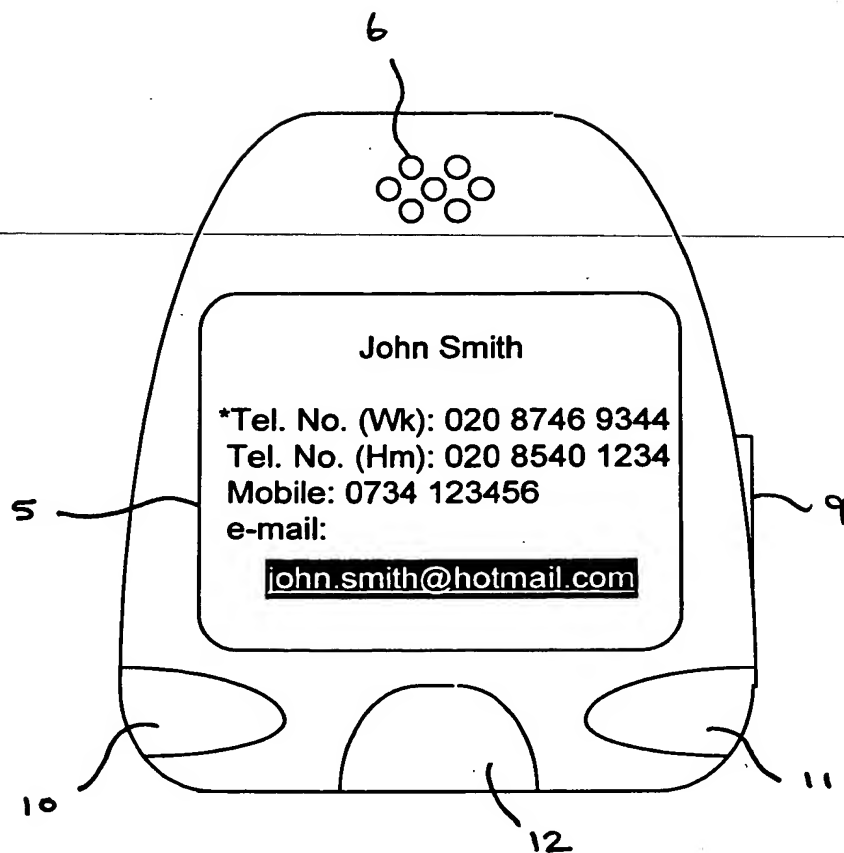 6
John Smith
*Tel. No. (Wk): 020 8746 9344
Tel. No. (Hm): 020 8540 1234
Mobile: 0734 123456
5
9
e-mail:
john.smith@hotmail.com
10
11
12